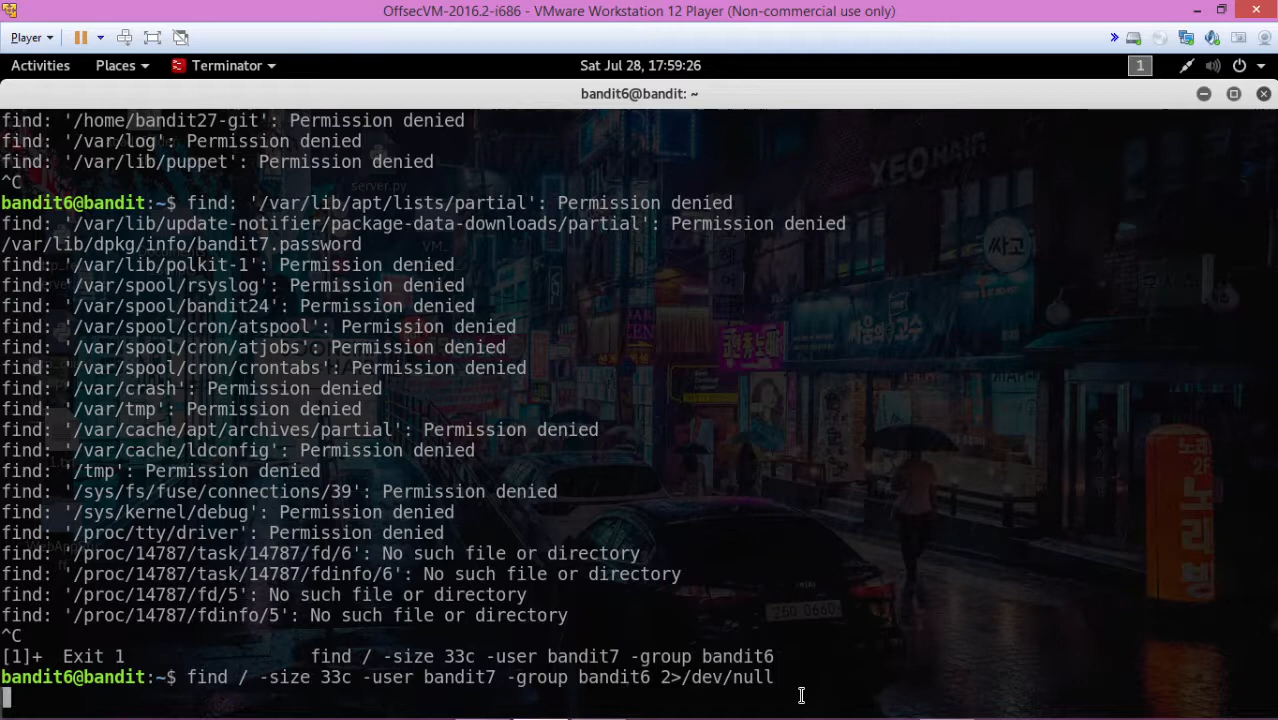 OffsecVM-2016.2-i686 - VMware Workstation 12 Player (Non-commercial use only)
Player
Activities Places Terminator Sat Jul 28, 17:59:26 1
bandit6@bandit: ~
find: '/home/bandit27-git': Permission denied
find: '/var/log': Permission denied
find: '/var/lib/puppet': Permission denied
^C
bandit6@bandit:~$ find: '/var/lib/apt/lists/partial': Permission denied
find: '/var/lib/update-notifier/package-data-downloads/partial': Permission denied
/var/lib/dpkg/info/bandit7.password
find: '/var/lib/polkit-1': Permission denied
find: '/var/spool/rsyslog': Permission denied
find: '/var/spool/bandit24': Permission denied
find: '/var/spool/cron/atspool': Permission denied
find: '/var/spool/cron/atjobs': Permission denied
find: '/var/spool/cron/crontabs': Permission denied
find: '/var/crash': Permission denied
find: '/var/tmp': Permission denied
find: '/var/cache/apt/archives/partial': Permission denied
find: '/var/cache/ldconfig': Permission denied
find: '/tmp': Permission denied
find: '/sys/fs/fuse/connections/39': Permission denied
find: '/sys/kernel/debug': Permission denied
find: '/proc/tty/driver': Permission denied
find: '/proc/14787/task/14787/fd/6': No such file or directory
find: '/proc/14787/task/14787/fdinfo/6': No such file or directory
find: '/proc/14787/fd/5': No such file or directory
find: '/proc/14787/fdinfo/5': No such file or directory
^C
[1]+  Exit 1                  find / -size 33c -user bandit7 -group bandit6
bandit6@bandit:~$ find / -size 33c -user bandit7 -group bandit6 2>/dev/null
server.py
XEO HAIR
싸고